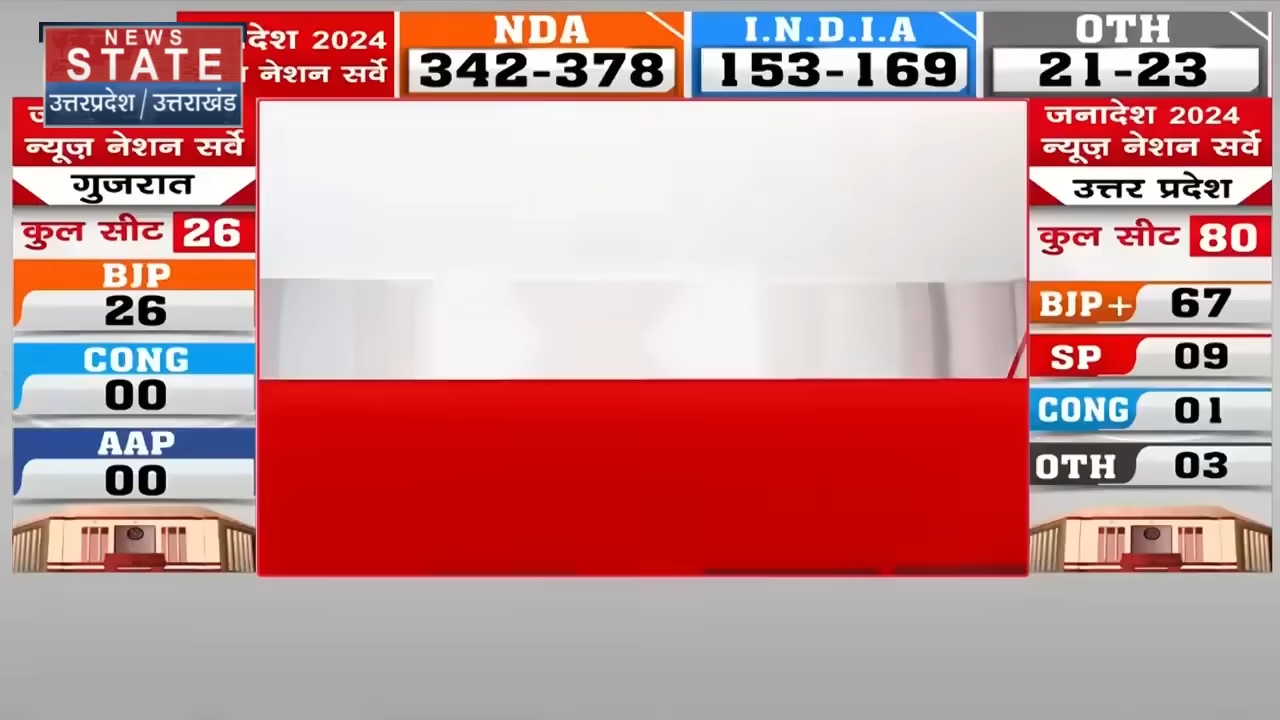 NEWS
STATE
उत्तरप्रदेश/उत्तराखंड
2024
नेशन सर्वे
NDA
342-378
I.N.D.I.A
153-169
OTH
21-23
न्यूज़ नेशन सर्वे
गुजरात
कुल सीट 26
BJP
26
CONG
00
AAP
00
जनादेश 2024
न्यूज़ नेशन सर्वे
उत्तर प्रदेश
कुल सीट 80
BJP+ 67
SP 09
CONG 01
OTH 03